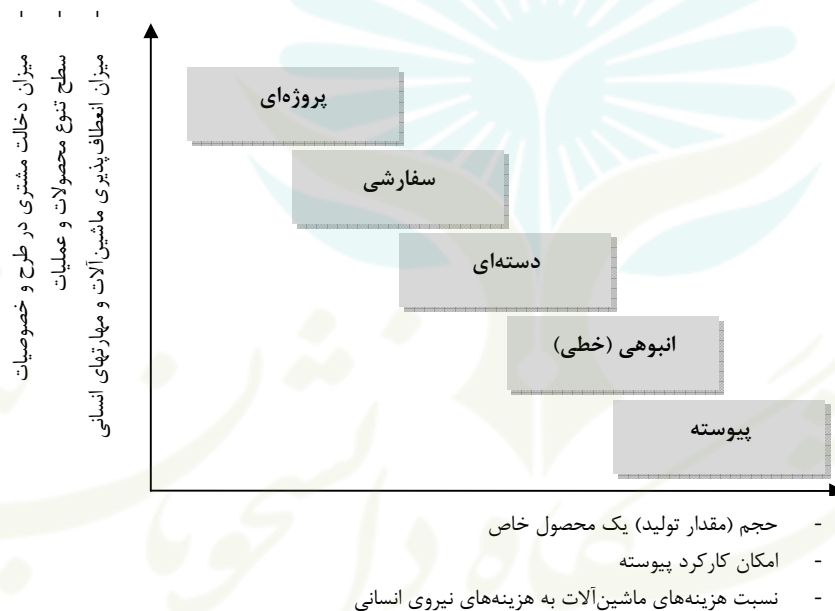 - میزان دخالت مشتری در طرح و خصوصیات
- سطح تنوع محصولات و عملیات
- میزان انعطاف‌پذیری ماشین‌آلات و مهارتهای انسانی
پروژه‌ای
سفارشی
دسته‌ای
انبوهی (خطی)
پیوسته
- حجم (مقدار تولید) یک محصول خاص
- امکان کارکرد پیوسته
- نسبت هزینه‌های ماشین‌آلات به هزینه‌های نیروی انسانی